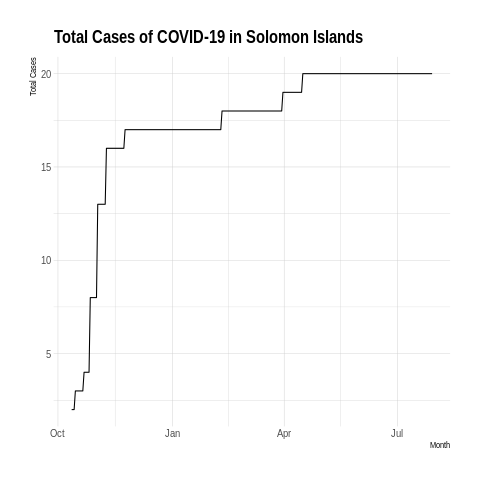 Total Cases of COVID-19 in Solomon Islands
Total Cases
20
15
10
5
Oct Jan Apr Jul
Month